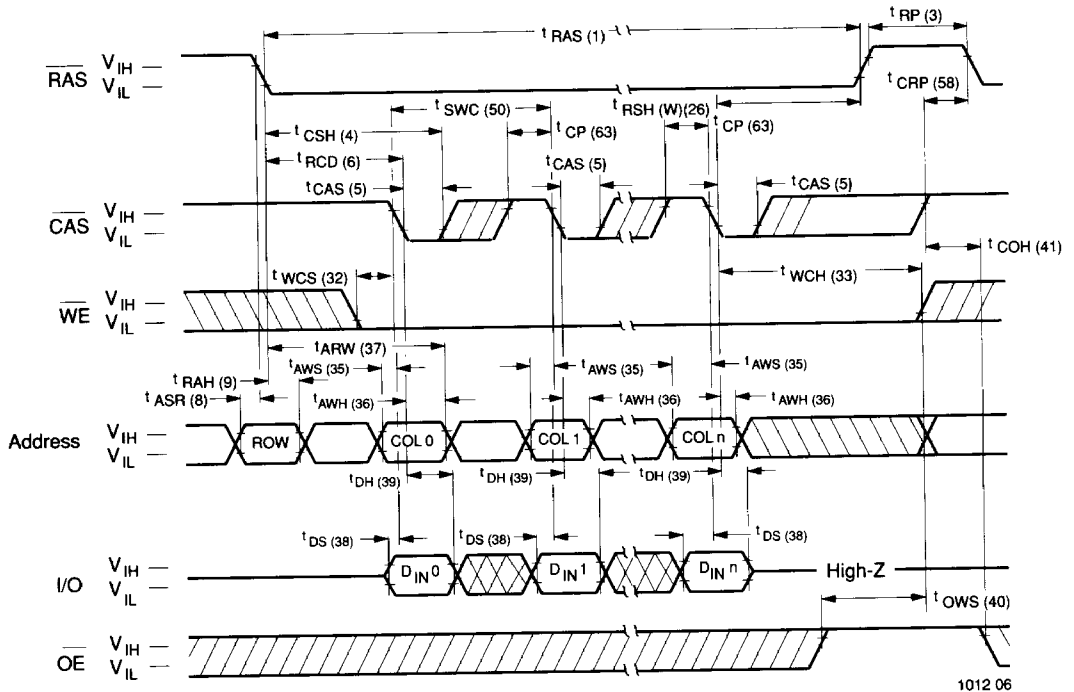 t RAS (1)
t RP (3)
RAS
V IH
V IL
t CRP (58)
t SWC (50)
t RSH (W)(26)
t CSH (4)
t CP (63)
t CP (63)
t RCD (6)
t CAS (5)
t CAS (5)
t CAS (5)
CAS
V IH
V IL
t COH (41)
t WCS (32)
t WCH (33)
WE
V IH
V IL
t ARW (37)
t RAH (9)
t AWS (35)
t AWS (35)
t AWS (35)
t ASR (8)
t AWH (36)
t AWH (36)
t AWH (36)
Address
V IH
V IL
ROW
COL 0
COL 1
COL n
t DH (39)
t DH (39)
t DH (39)
t DS (38)
t DS (38)
t DS (38)
I/O
V IH
V IL
D IN 0
D IN 1
D IN n
High-Z
t OWS (40)
OE
V IH
V IL
1012 06